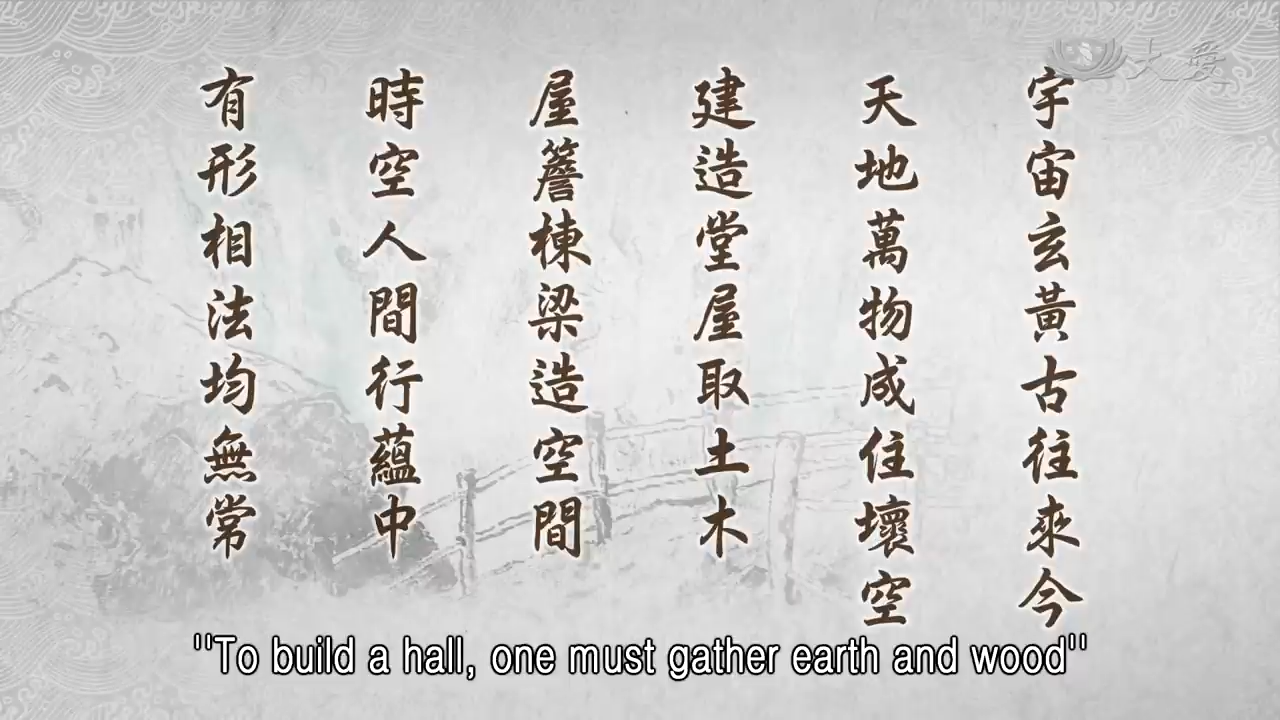 大愛
宇宙玄黃古往來今
天地萬物成住壞空
建造堂屋取土木
屋簷棟梁造空間
時空人間行蘊中
有形相法均無常
"To build a hall, one must gather earth and wood"